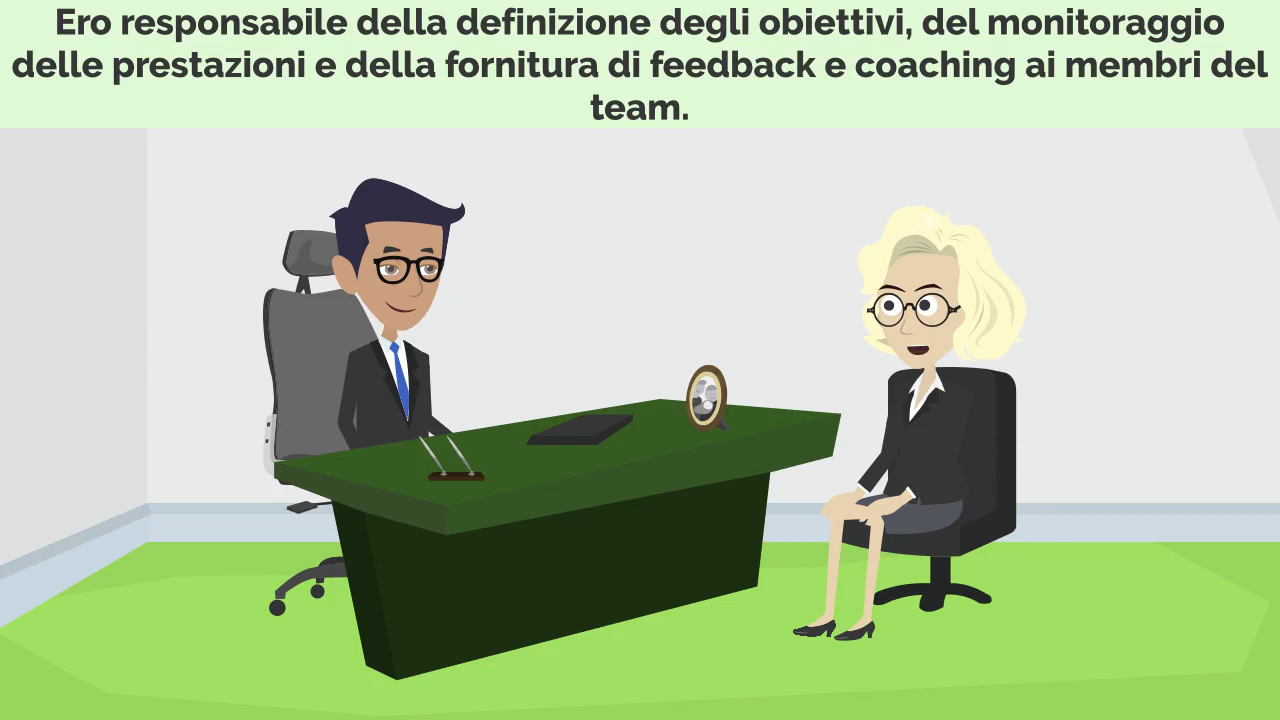 Ero responsabile della definizione degli obiettivi, del monitoraggio
delle prestazioni e della fornitura di feedback e coaching ai membri del
team.